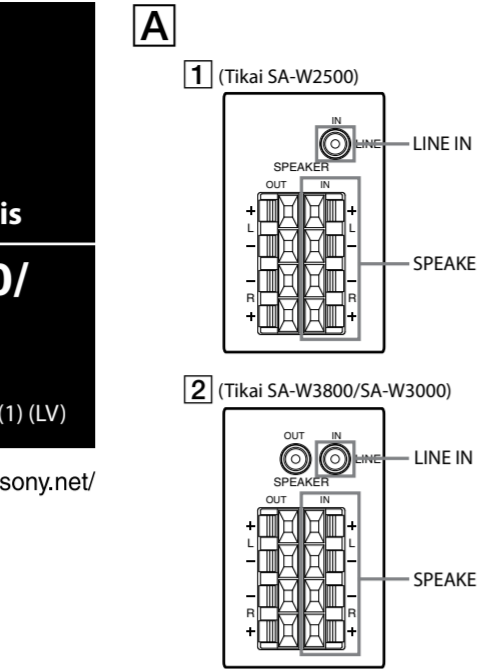 is
0/
(1) (LV)
sony.net/
A
1 (Tikai SA-W2500)
IN
LINE
LINE IN
SPEAKER
OUT IN
+ +
L L
– –
SPEAKE
– –
R R
+ +
2 (Tikai SA-W3800/SA-W3000)
OUT IN
LINE
LINE IN
SPEAKER
OUT IN
+ +
L L
– –
SPEAKE
– –
R R
+ +